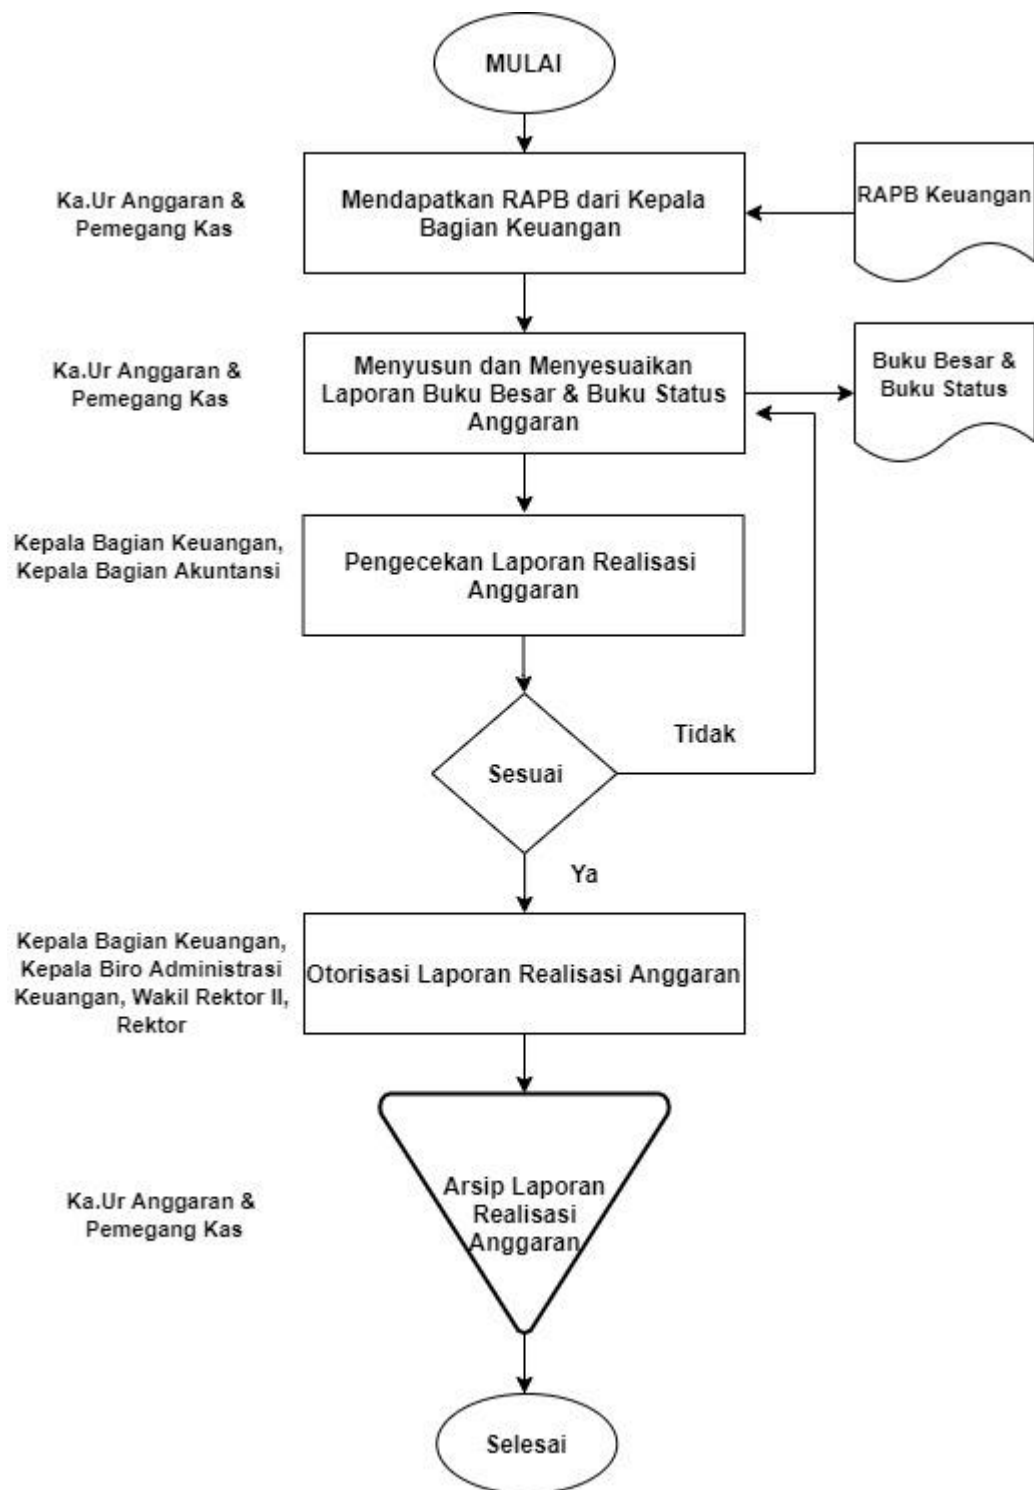 MULAI
Ka.Ur Anggaran &
Pemegang Kas
Mendapatkan RAPB dari Kepala
Bagian Keuangan
RAPB Keuangan
Ka.Ur Anggaran &
Pemegang Kas
Menyusun dan Menyesuaikan
Laporan Buku Besar & Buku Status
Anggaran
Buku Besar &
Buku Status
Kepala Bagian Keuangan,
Kepala Bagian Akuntansi
Pengecekan Laporan Realisasi
Anggaran
Sesuai
Tidak
Ya
Kepala Bagian Keuangan,
Kepala Biro Administrasi
Keuangan, Wakil Rektor II,
Rektor
Otorisasi Laporan Realisasi Anggaran
Ka.Ur Anggaran &
Pemegang Kas
Arsip Laporan
Realisasi
Anggaran
Selesai